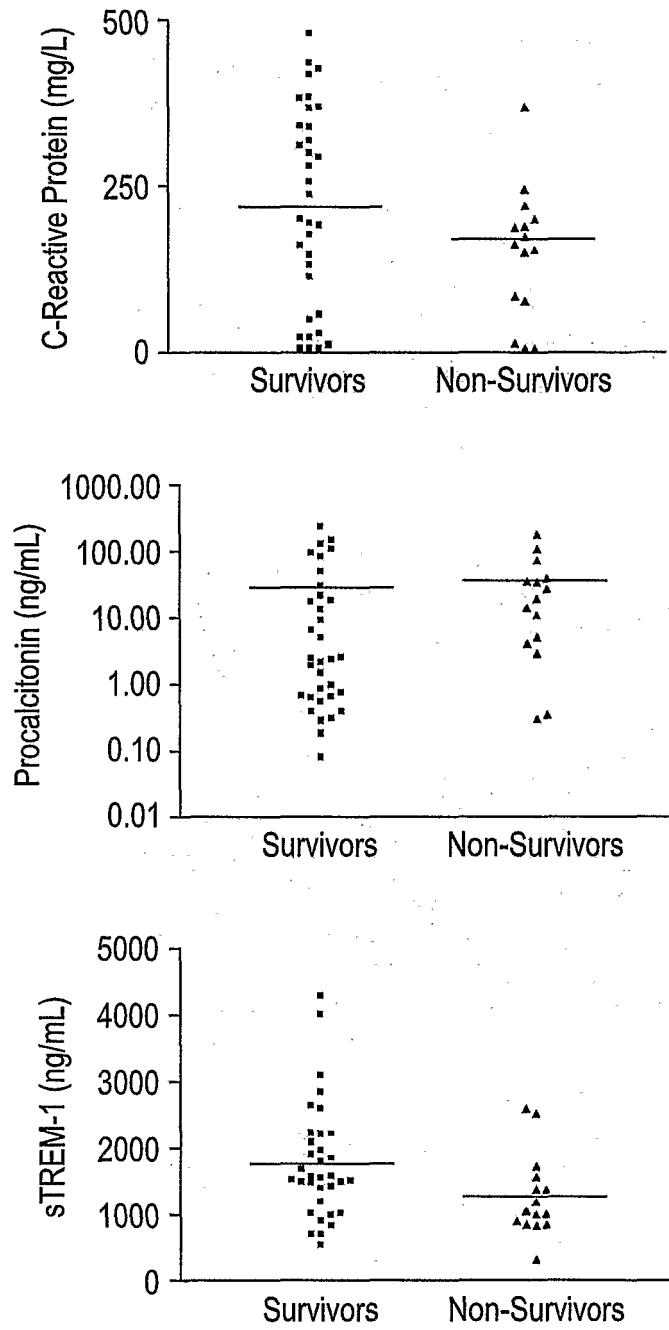 C-Reactive Protein (mg/L)
500
250
0
Survivors
Non-Survivors
Procalcitonin (ng/mL)
1000.00
100.00
10.00
1.00
0.10
0.01
Survivors
Non-Survivors
sTREM-1 (ng/mL)
5000
4000
3000
2000
1000
0
Survivors
Non-Survivors